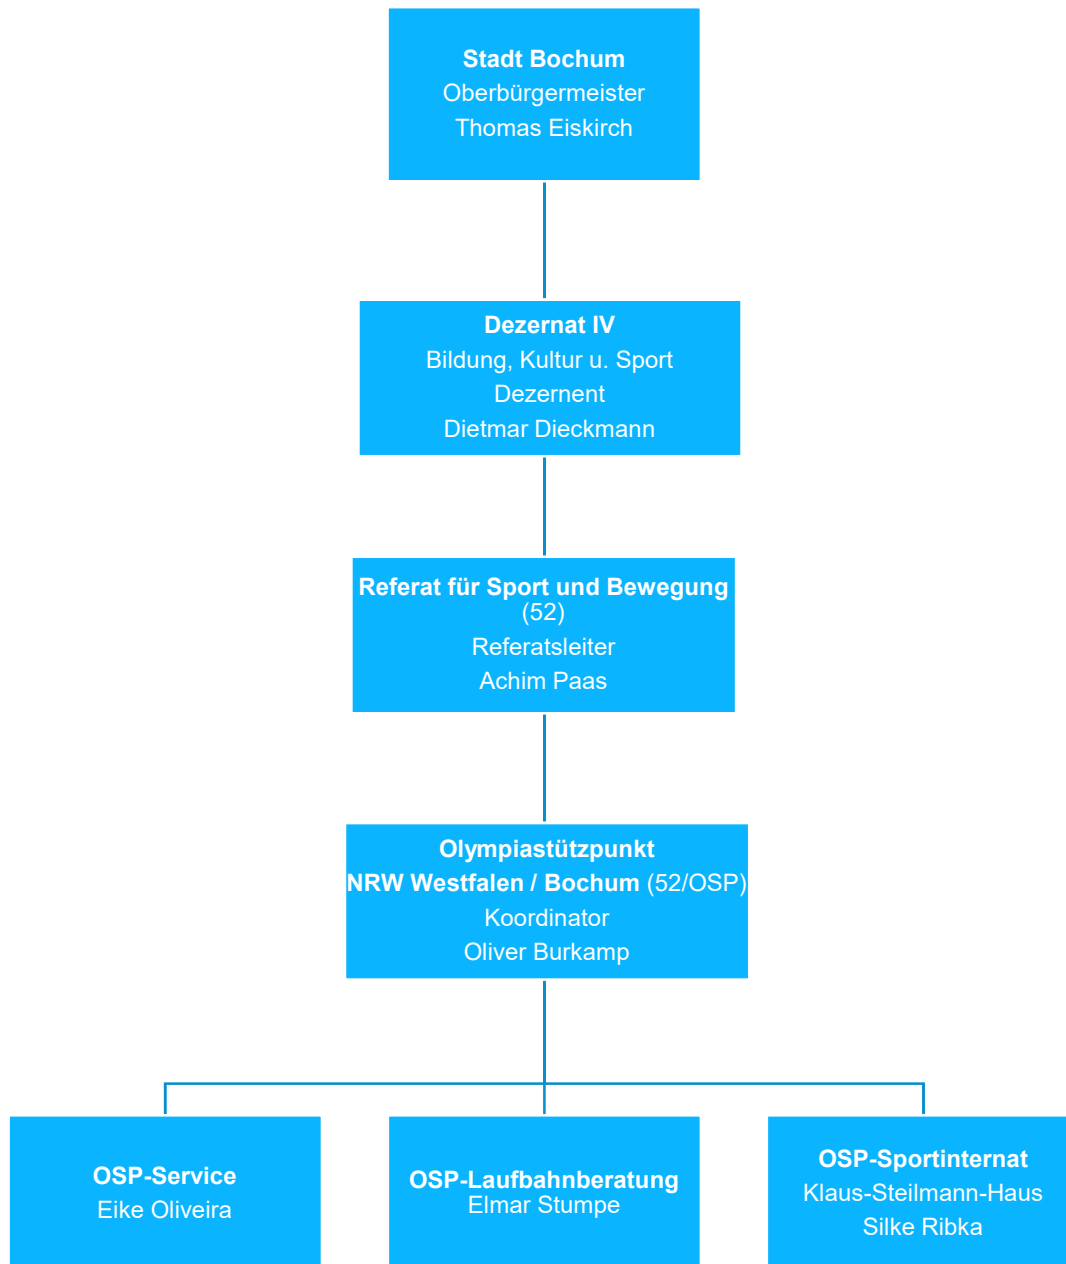 Stadt Bochum
Oberbürgermeister
Thomas Eiskirch
Dezernat IV
Bildung, Kultur u. Sport
Dezernent
Dietmar Dieckmann
Referat für Sport und Bewegung
(52)
Referatsleiter
Achim Paas
Olympiastützpunkt
NRW Westfalen / Bochum (52/OSP)
Koordinator
Oliver Burkamp
OSP-Service
Eike Oliveira
OSP-Laufbahnberatung
Elmar Stumpe
OSP-Sportinternat
Klaus-Steilmann-Haus
Silke Ribka